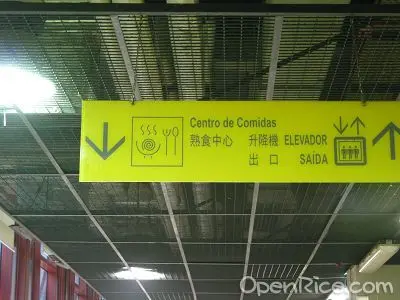 Centro de Comidas
熟食中心 升降機 ELEVADOR
出口 SAÍDA
OpenRice.com